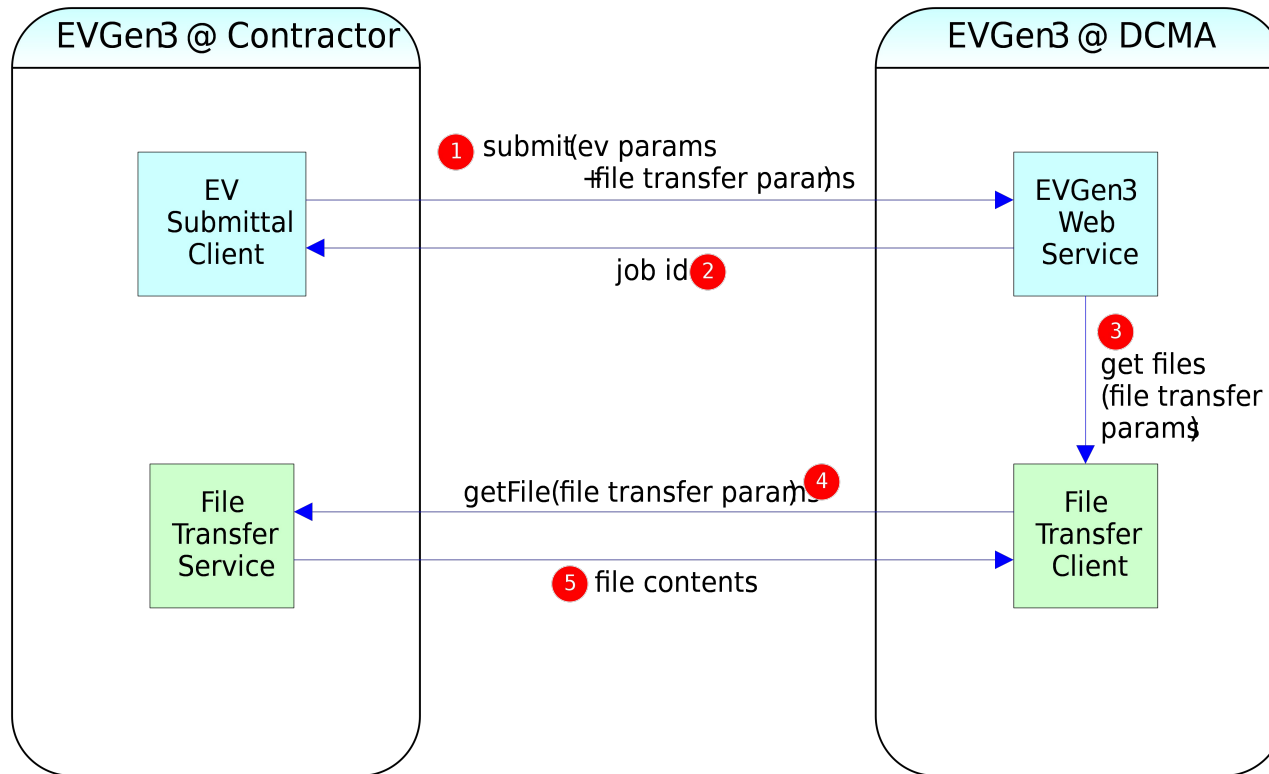 EVGen3 @ Contractor
EVGen3 @ DCMA
1 submit(ev params
+file transfer params)
EV
Submittal
Client
EVGen3
Web
Service
job id 2
3
get files
(file transfer
params)
getFile(file transfer params) 4
File
Transfer
Service
File
Transfer
Client
5 file contents